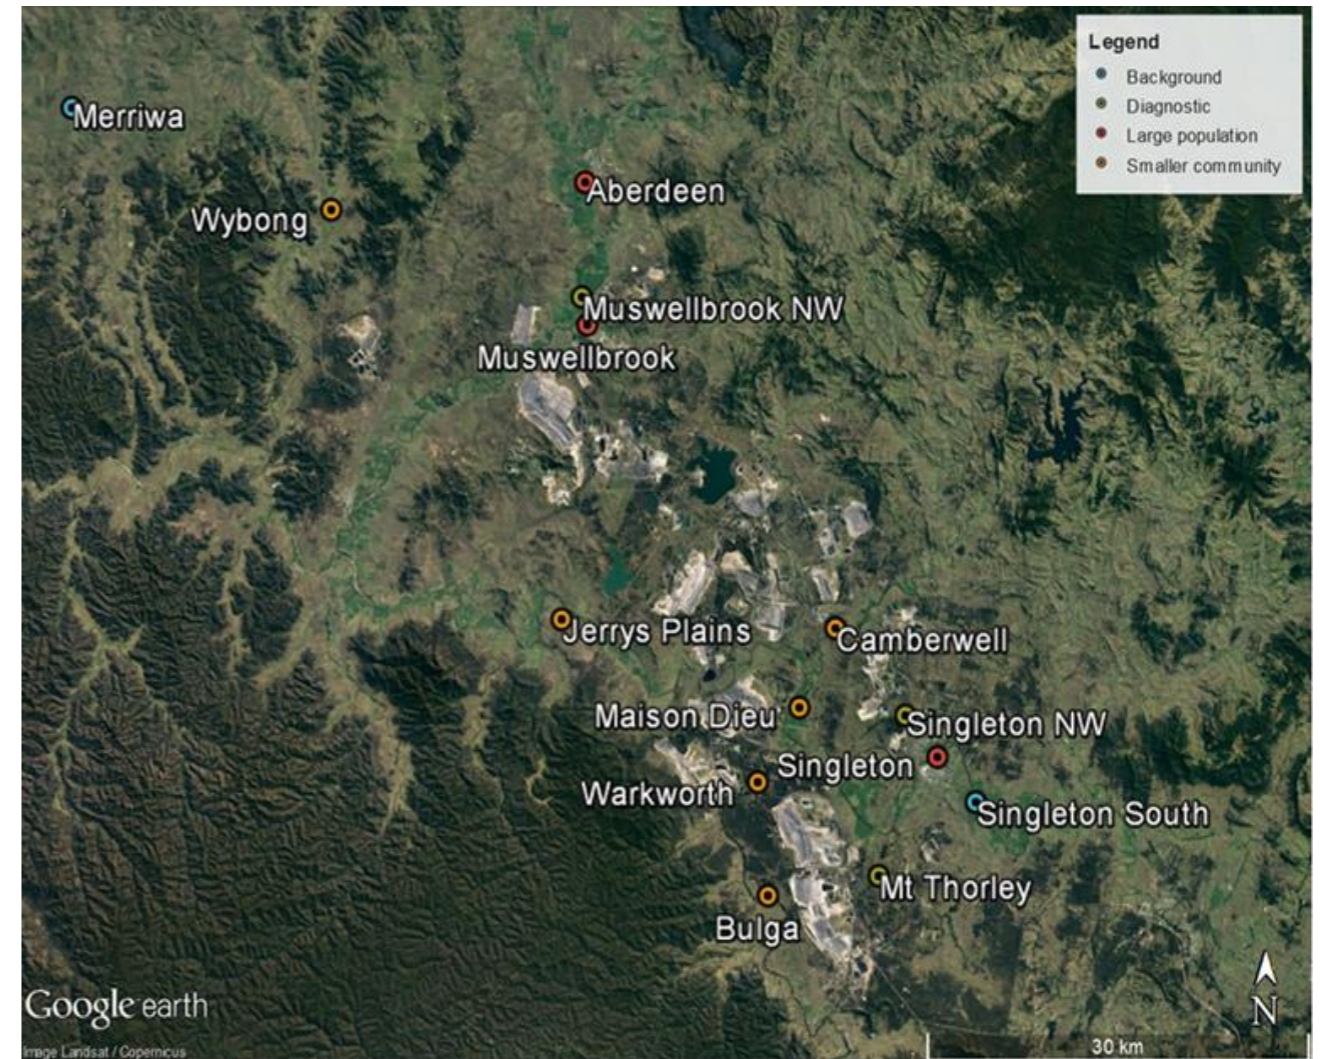 Legend
Background
Diagnostic
Large population
Smaller community
Merriwa
Aberdeen
Wybong
Muswellbrook NW
Muswellbrook
Jerrys Plains
Camberwell
Maison Dieu
Singleton NW
Singleton
Warkworth
Singleton South
Mt Thorley
Bulga
Google earth
N
Image Landsat / Copernicus
30 km